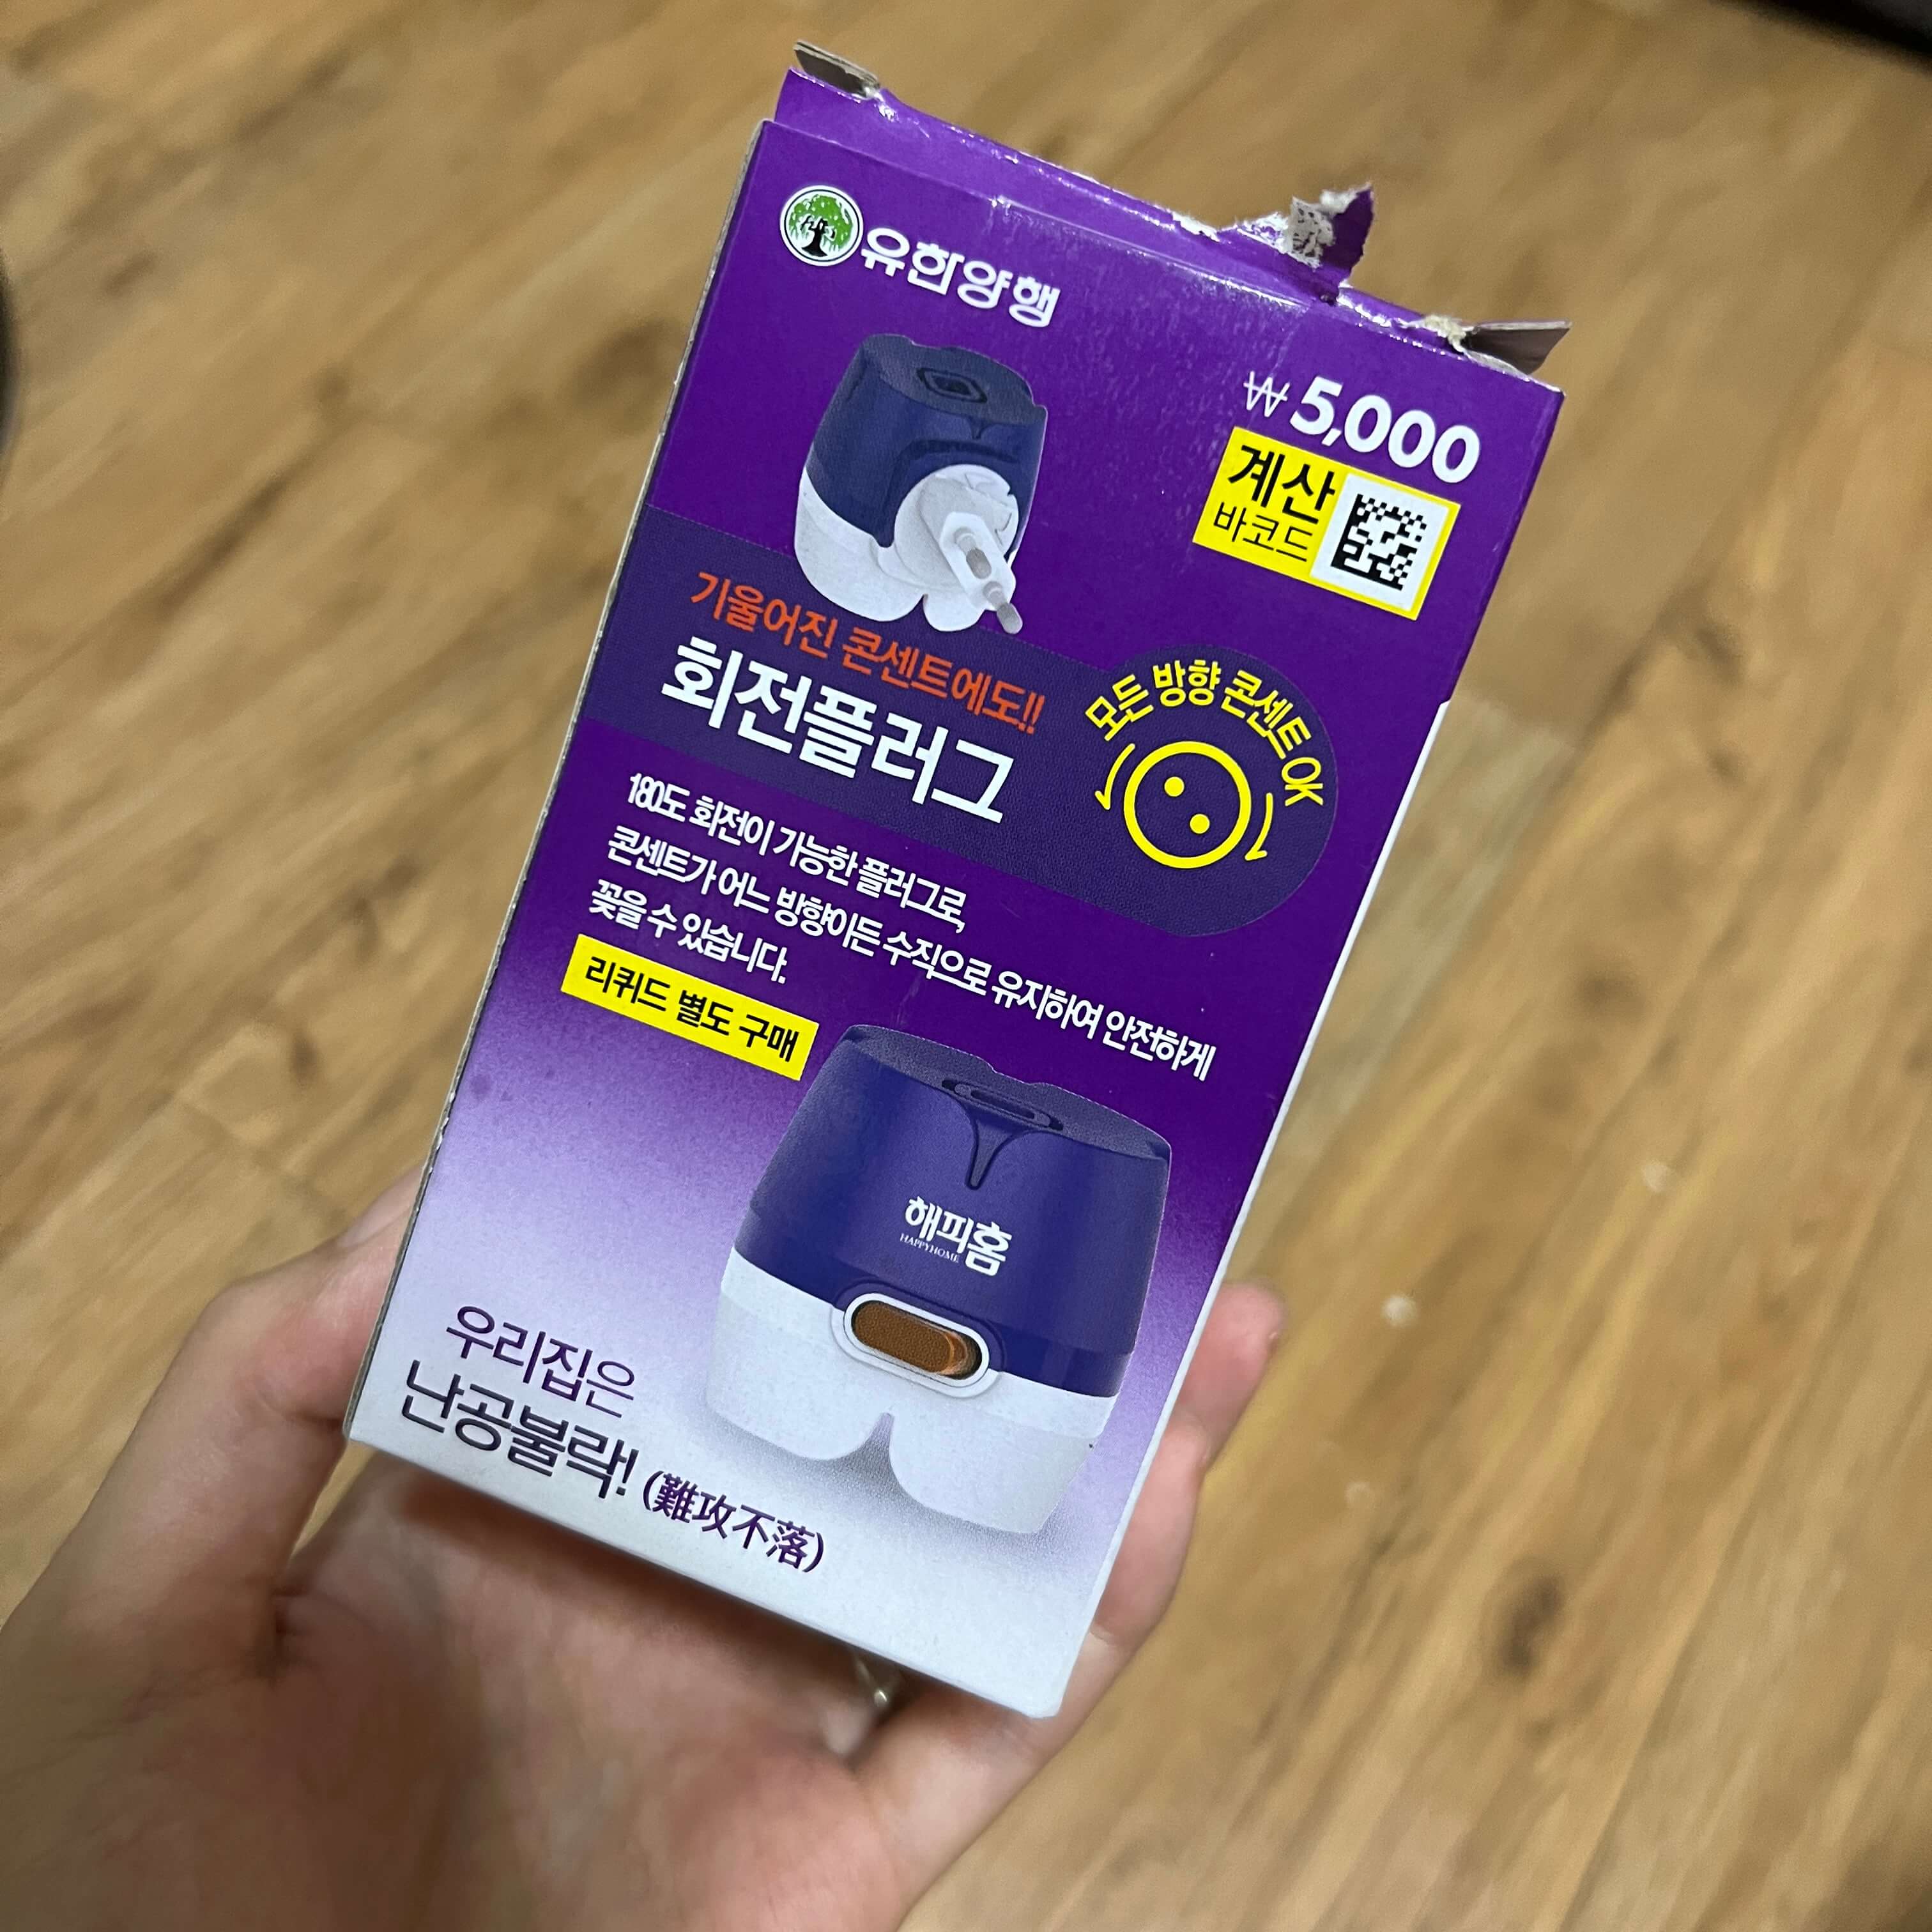 유한양행
₩5,000
계산
바코드
기울어진 콘센트에도!!
회전플러그
모든 방향 콘센트 OK
180도 회전이 가능한 플러그로,
콘센트가 어느 방향이든 수직으로 유지하여 안전하게
꽂을 수 있습니다.
리퀴드 별도 구매
해피홈
HAPPYHOME
우리집은
난공불락! (難攻不落)